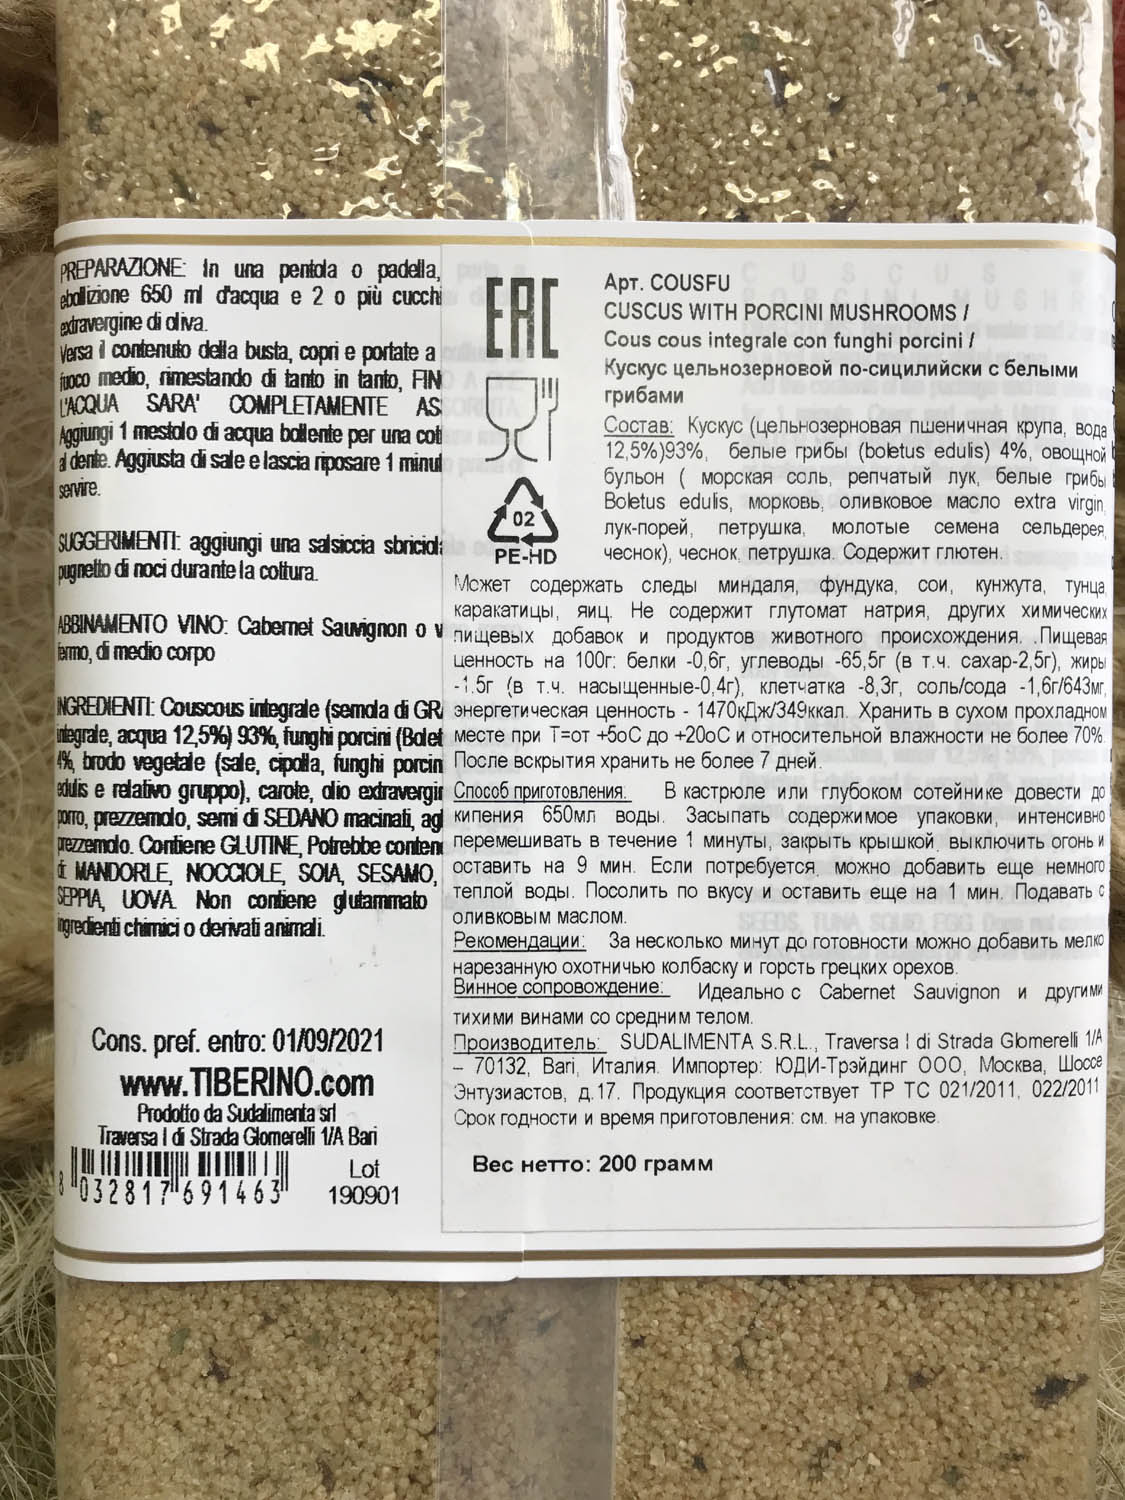 PREPARAZIONE: In una pentola o padella,
ebollizione 650 ml d'acqua e 2 o più cucchi
extravergine di oliva.
Versa il contenuto della busta, copri e portate a
fuoco medio, rimestando di tanto in tanto, FIN
L'ACQUA SARA' COMPLETAMENTE AS
Aggiungi 1 mestolo di acqua bollente per una cot
al dente. Aggiusta di sale e lascia riposare 1 minut
servire.
SUGGERIMENTI: aggiungi una salsiccia sbriciol
pugnetto di noci durante la cottura.
ABBINAMENTO VINO: Cabernet Sauvignon o v
fermo, di medio corpo
INGREDIENTI: Couscous integrale (semola di GRA
integrale, acqua 12,5%) 93%, funghi porcini (Bolet
4%, brodo vegetale (sale, cipolla, funghi porcin
edulis e relativo gruppo), carote, olio extravergin
porro, prezzemolo, semi di SEDANO macinati, agl
prezzemolo. Contiene GLUTINE, Potrebbe conten
di MANDORLE, NOCCIOLE, SOIA, SESAMO,
SEPPIA, UOVA. Non contiene glutammato
ingredienti chimici o derivati animali.
Cons. pref. entro: 01/09/2021
www.TIBERINO.com
Prodotto da Sudalimenta srl
Traversa I di Strada Glomerelli 1/A Bari
8 032817 691463
Lot
190901
EAC
02
PE-HD
Арт. COUSFU
CUSCUS WITH PORCINI MUSHROOMS /
Cous cous integrale con funghi porcini /
Кускус цельнозерновой по-сицилийски с белыми
грибами
Состав: Кускус (цельнозерновая пшеничная крупа, вода
12,5%)93%, белые грибы (boletus edulis) 4%, овощной
бульон ( морская соль, репчатый лук, белые грибы
Boletus edulis, морковь, оливковое масло extra virgin,
лук-порей, петрушка, молотые семена сельдерея,
чеснок), чеснок, петрушка. Содержит глютен.
Может содержать следы миндаля, фундука, сои, кунжута, тунца,
каракатицы, яиц. Не содержит глутомат натрия, других химических
пищевых добавок и продуктов животного происхождения. .Пищевая
ценность на 100г: белки -0,6г, углеводы -65,5г (в т.ч. сахар-2,5г), жиры
-1.5г (в т.ч. насыщенные-0,4г), клетчатка -8,3г, соль/сода -1,6г/643мг,
энергетическая ценность - 1470кДж/349ккал. Хранить в сухом прохладном
месте при Т=от +5оС до +20оС и относительной влажности не более 70%.
После вскрытия хранить не более 7 дней.
Способ приготовления: В кастрюле или глубоком сотейнике довести до
кипения 650мл воды. Засыпать содержимое упаковки, интенсивно
перемешивать в течение 1 минуты, закрыть крышкой, выключить огонь и
оставить на 9 мин. Если потребуется, можно добавить еще немного
теплой воды. Посолить по вкусу и оставить еще на 1 мин. Подавать с
оливковым маслом.
Рекомендации: За несколько минут до готовности можно добавить мелко
нарезанную охотничью колбаску и горсть грецких орехов.
Винное сопровождение: Идеально с Cabernet Sauvignon и другими
тихими винами со средним телом.
Производитель: SUDALIMENTA S.R.L., Traversa I di Strada Glomerelli 1/A
– 70132, Bari, Италия. Импортер: ЮДИ-Трэйдинг ООО, Москва, Шоссе
Энтузиастов, д.17. Продукция соответствует ТР ТС 021/2011, 022/2011
Срок годности и время приготовления: см. на упаковке.
Вес нетто: 200 грамм